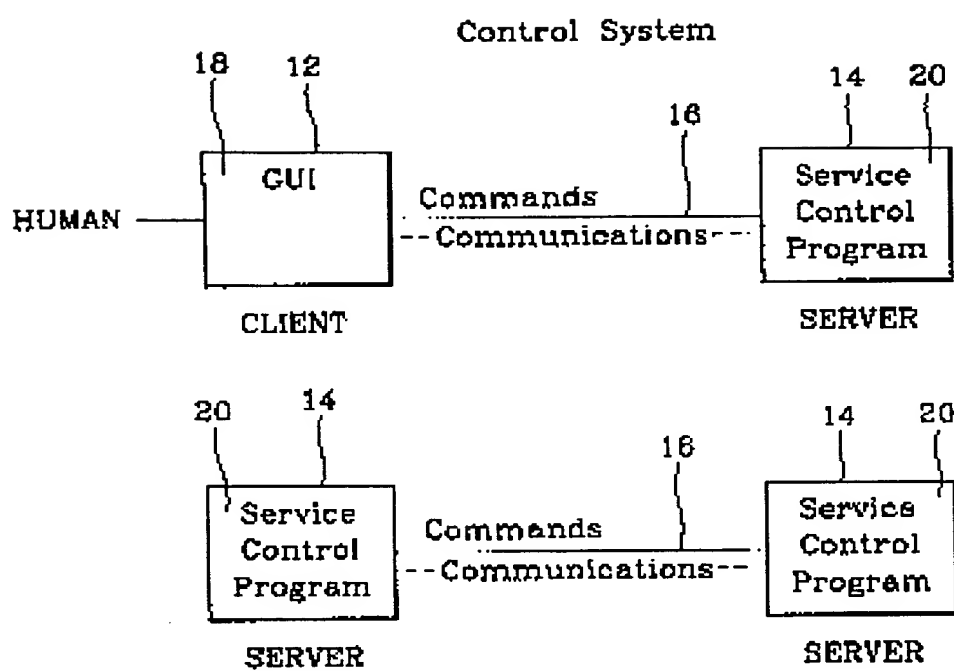 Control System
18 12 14 20
16
GUI
Service
Control
Program
HUMAN
Commands
--Communications--
CLIENT SERVER
20 14 14 20
16
Service Service
Control Control
Program Program
Commands
--Communications--
SERVER SERVER